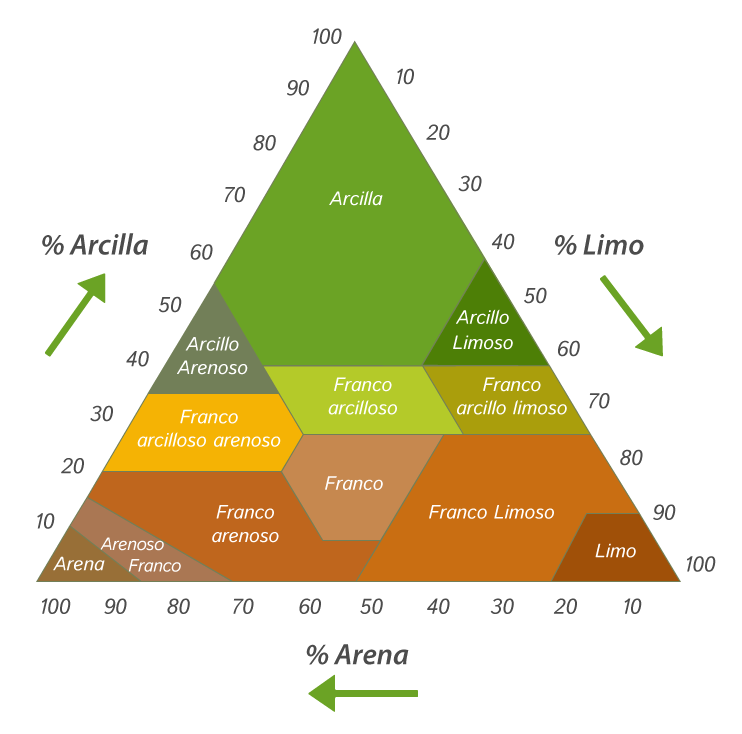 100
90
10
80
20
70
30
Arcilla
% Arcilla
60
40
% Limo
50
50
Arcillo
Limoso
Arcillo
Arenoso
40
60
Franco
arcilloso
Franco
arcillo limoso
30
70
Franco
arcilloso arenoso
20
80
Franco
10
90
Franco
arenoso
Franco Limoso
Arenoso
Franco
Arena
Limo
100
100 90 80 70 60 50 40 30 20 10
% Arena